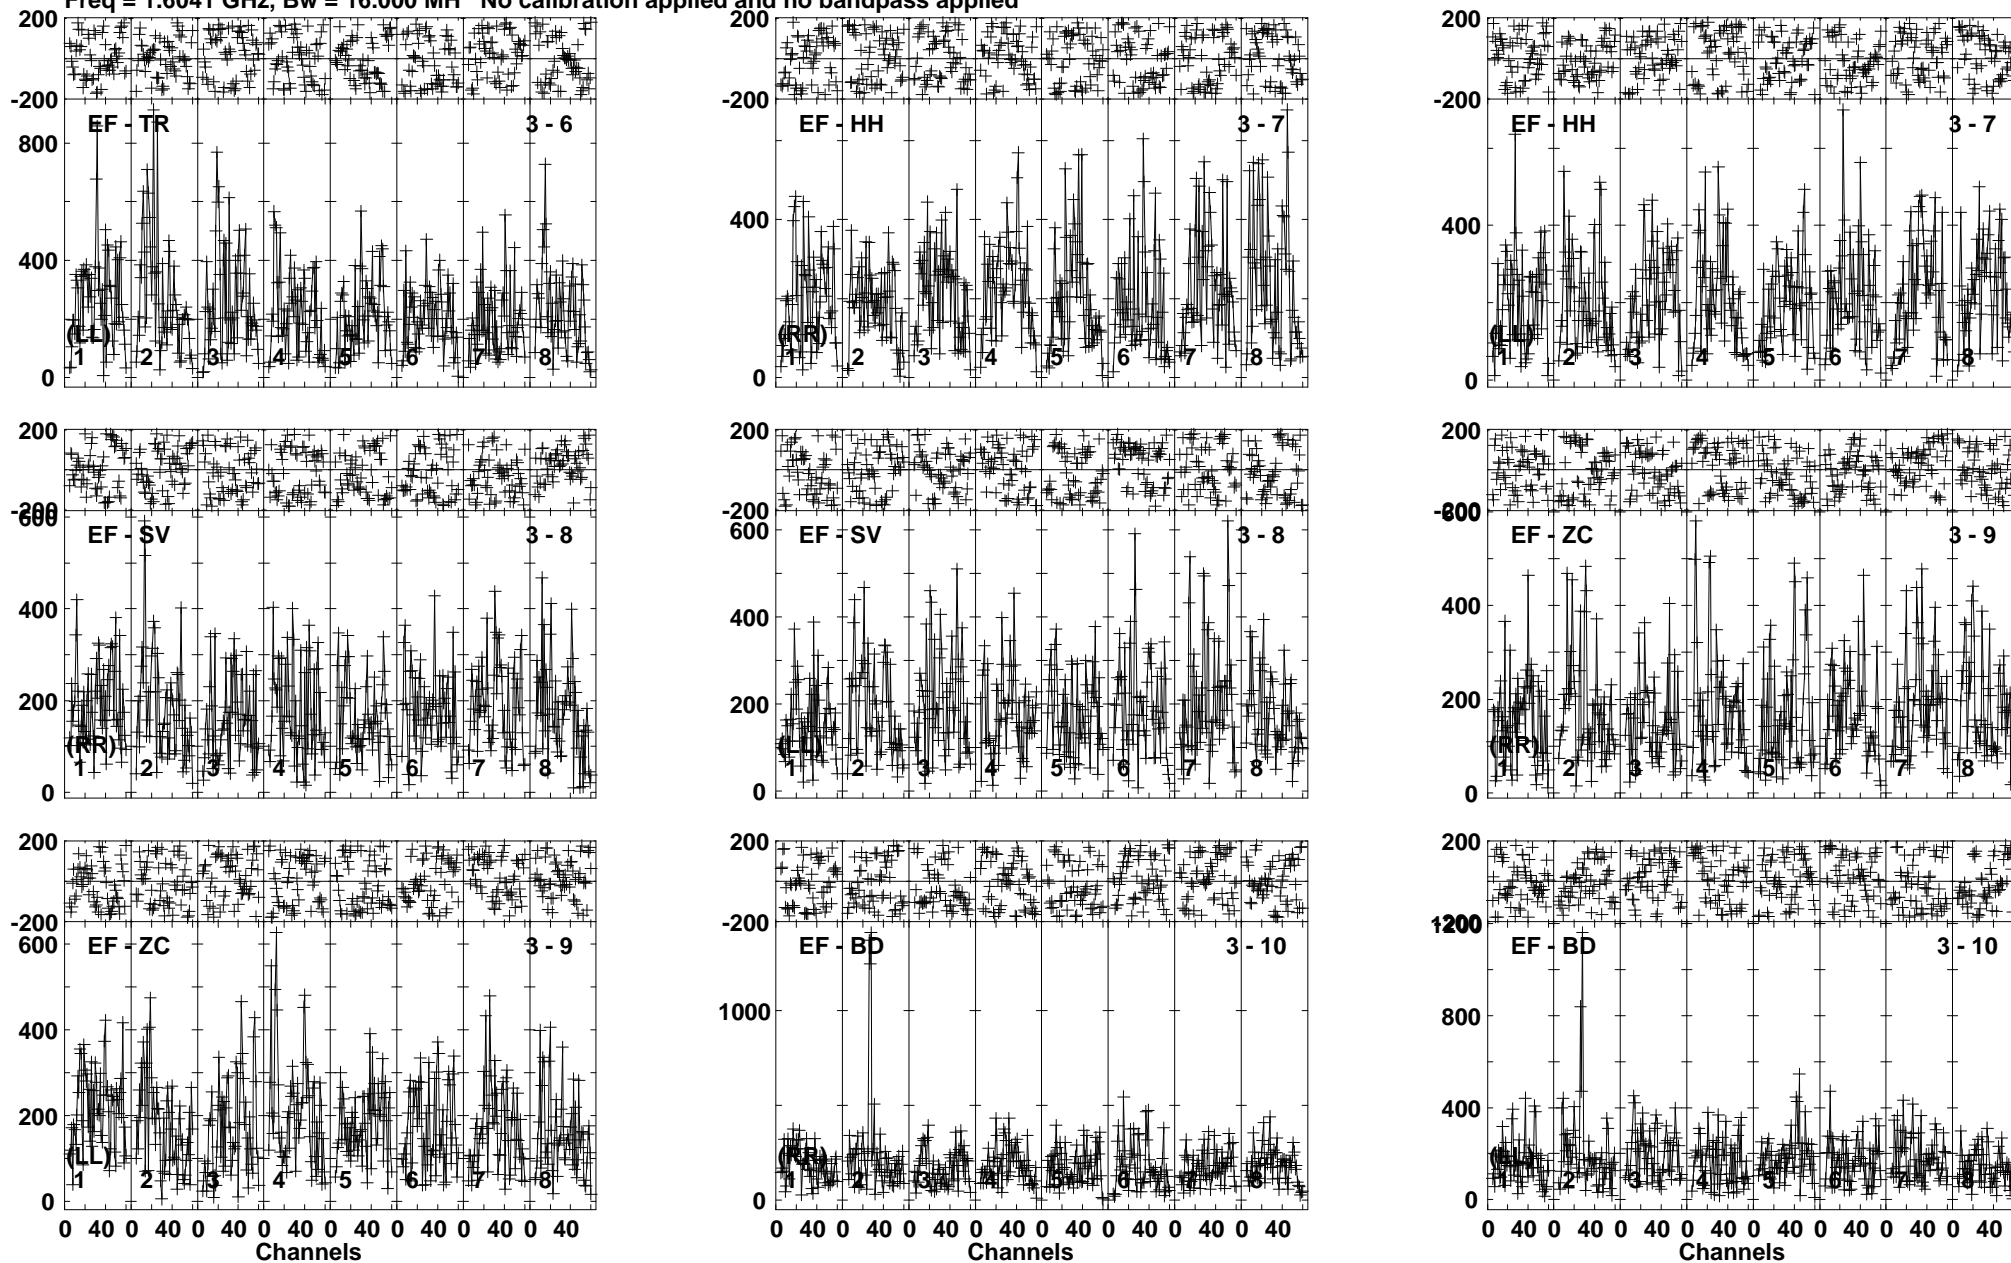 Freq = 1.6041 GHz, Bw = 16.000 MH No calibration applied and no bandpass applied
200 200 200
-200 -200 -200
EF - TR 3 - 6 EF - HH 3 - 7 EF - HH 3 - 7
800
400 400 400
(LL) (RR) (LL)
1 2 3 4 5 6 7 8 1 2 3 4 5 6 7 8 1 2 3 4 5 6 7 8
0 0 0
200 200 200
-200 -200 -200
600 600 600
EF - SV 3 - 8 EF - SV 3 - 8 EF - ZC 3 - 9
400 400 400
200 200 200
(RR) (LL) (RR)
1 2 3 4 5 6 7 8 1 2 3 4 5 6 7 8 1 2 3 4 5 6 7 8
0 0 0
200 200 200
-200 -200 -200
1200
EF - ZC 3 - 9 EF - BD 3 - 10 EF - BD 3 - 10
600 1000 800
400 400
200
(LL) (RR) (LL)
1 2 3 4 5 6 7 8 1 2 3 4 5 6 7 8 1 2 3 4 5 6 7 8
0 0 0
0 40 0 40 0 40 0 40 0 40 0 40 0 40 0 40 0 40 0 40 0 40 0 40 0 40 0 40 0 40 0 40 0 40 0 40 0 40 0 40 0 40 0 40 0 40 0 40
Channels Channels